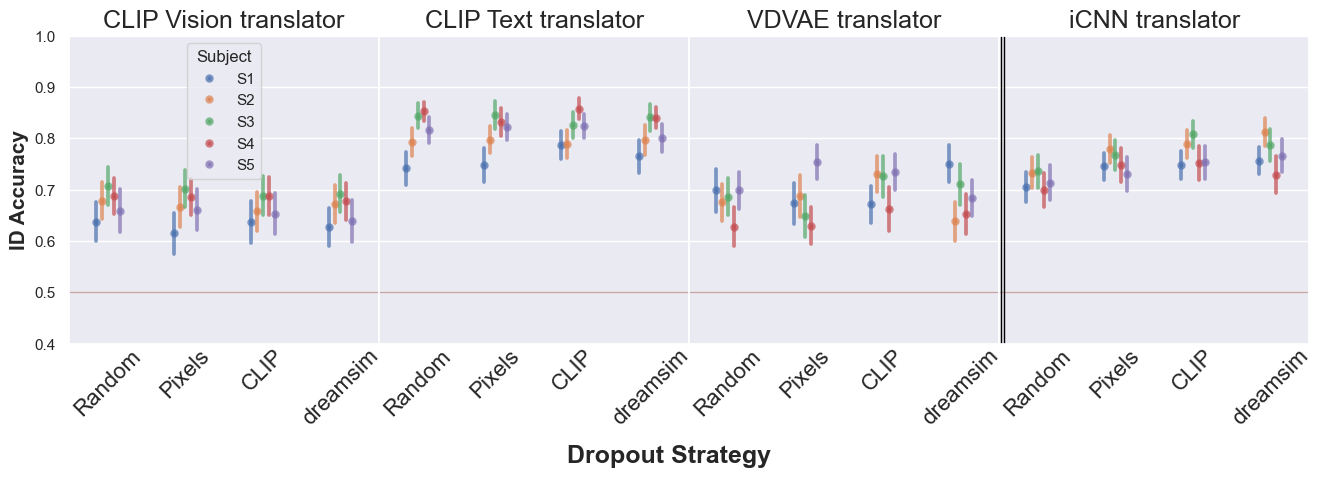 CLIP Vision translator CLIP Text translator VDVAE translator iCNN translator
ID Accuracy
1.0
0.9
0.8
0.7
0.6
0.5
0.4
Subject
S1
S2
S3
S4
S5
Random Pixels CLIP dreamsim Random Pixels CLIP dreamsim Random Pixels CLIP dreamsim Random Pixels CLIP dreamsim
Dropout Strategy